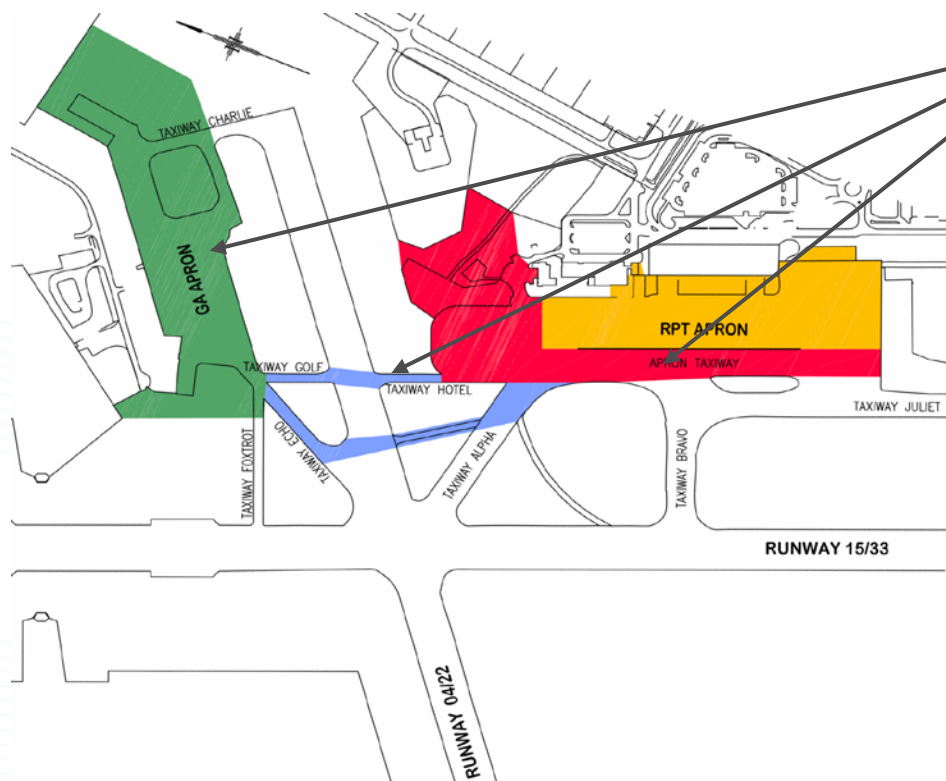 TAXIWAY CHARLIE
GA APRON
RPT APRON
APRON TAXIWAY
TAXIWAY GOLF
TAXIWAY HOTEL
TAXIWAY JULIET
TAXIWAY FOXTROT
TAXIWAY ECHO
TAXIWAY ALPHA
TAXIWAY BRAVO
RUNWAY 15/33
RUNWAY 04/22